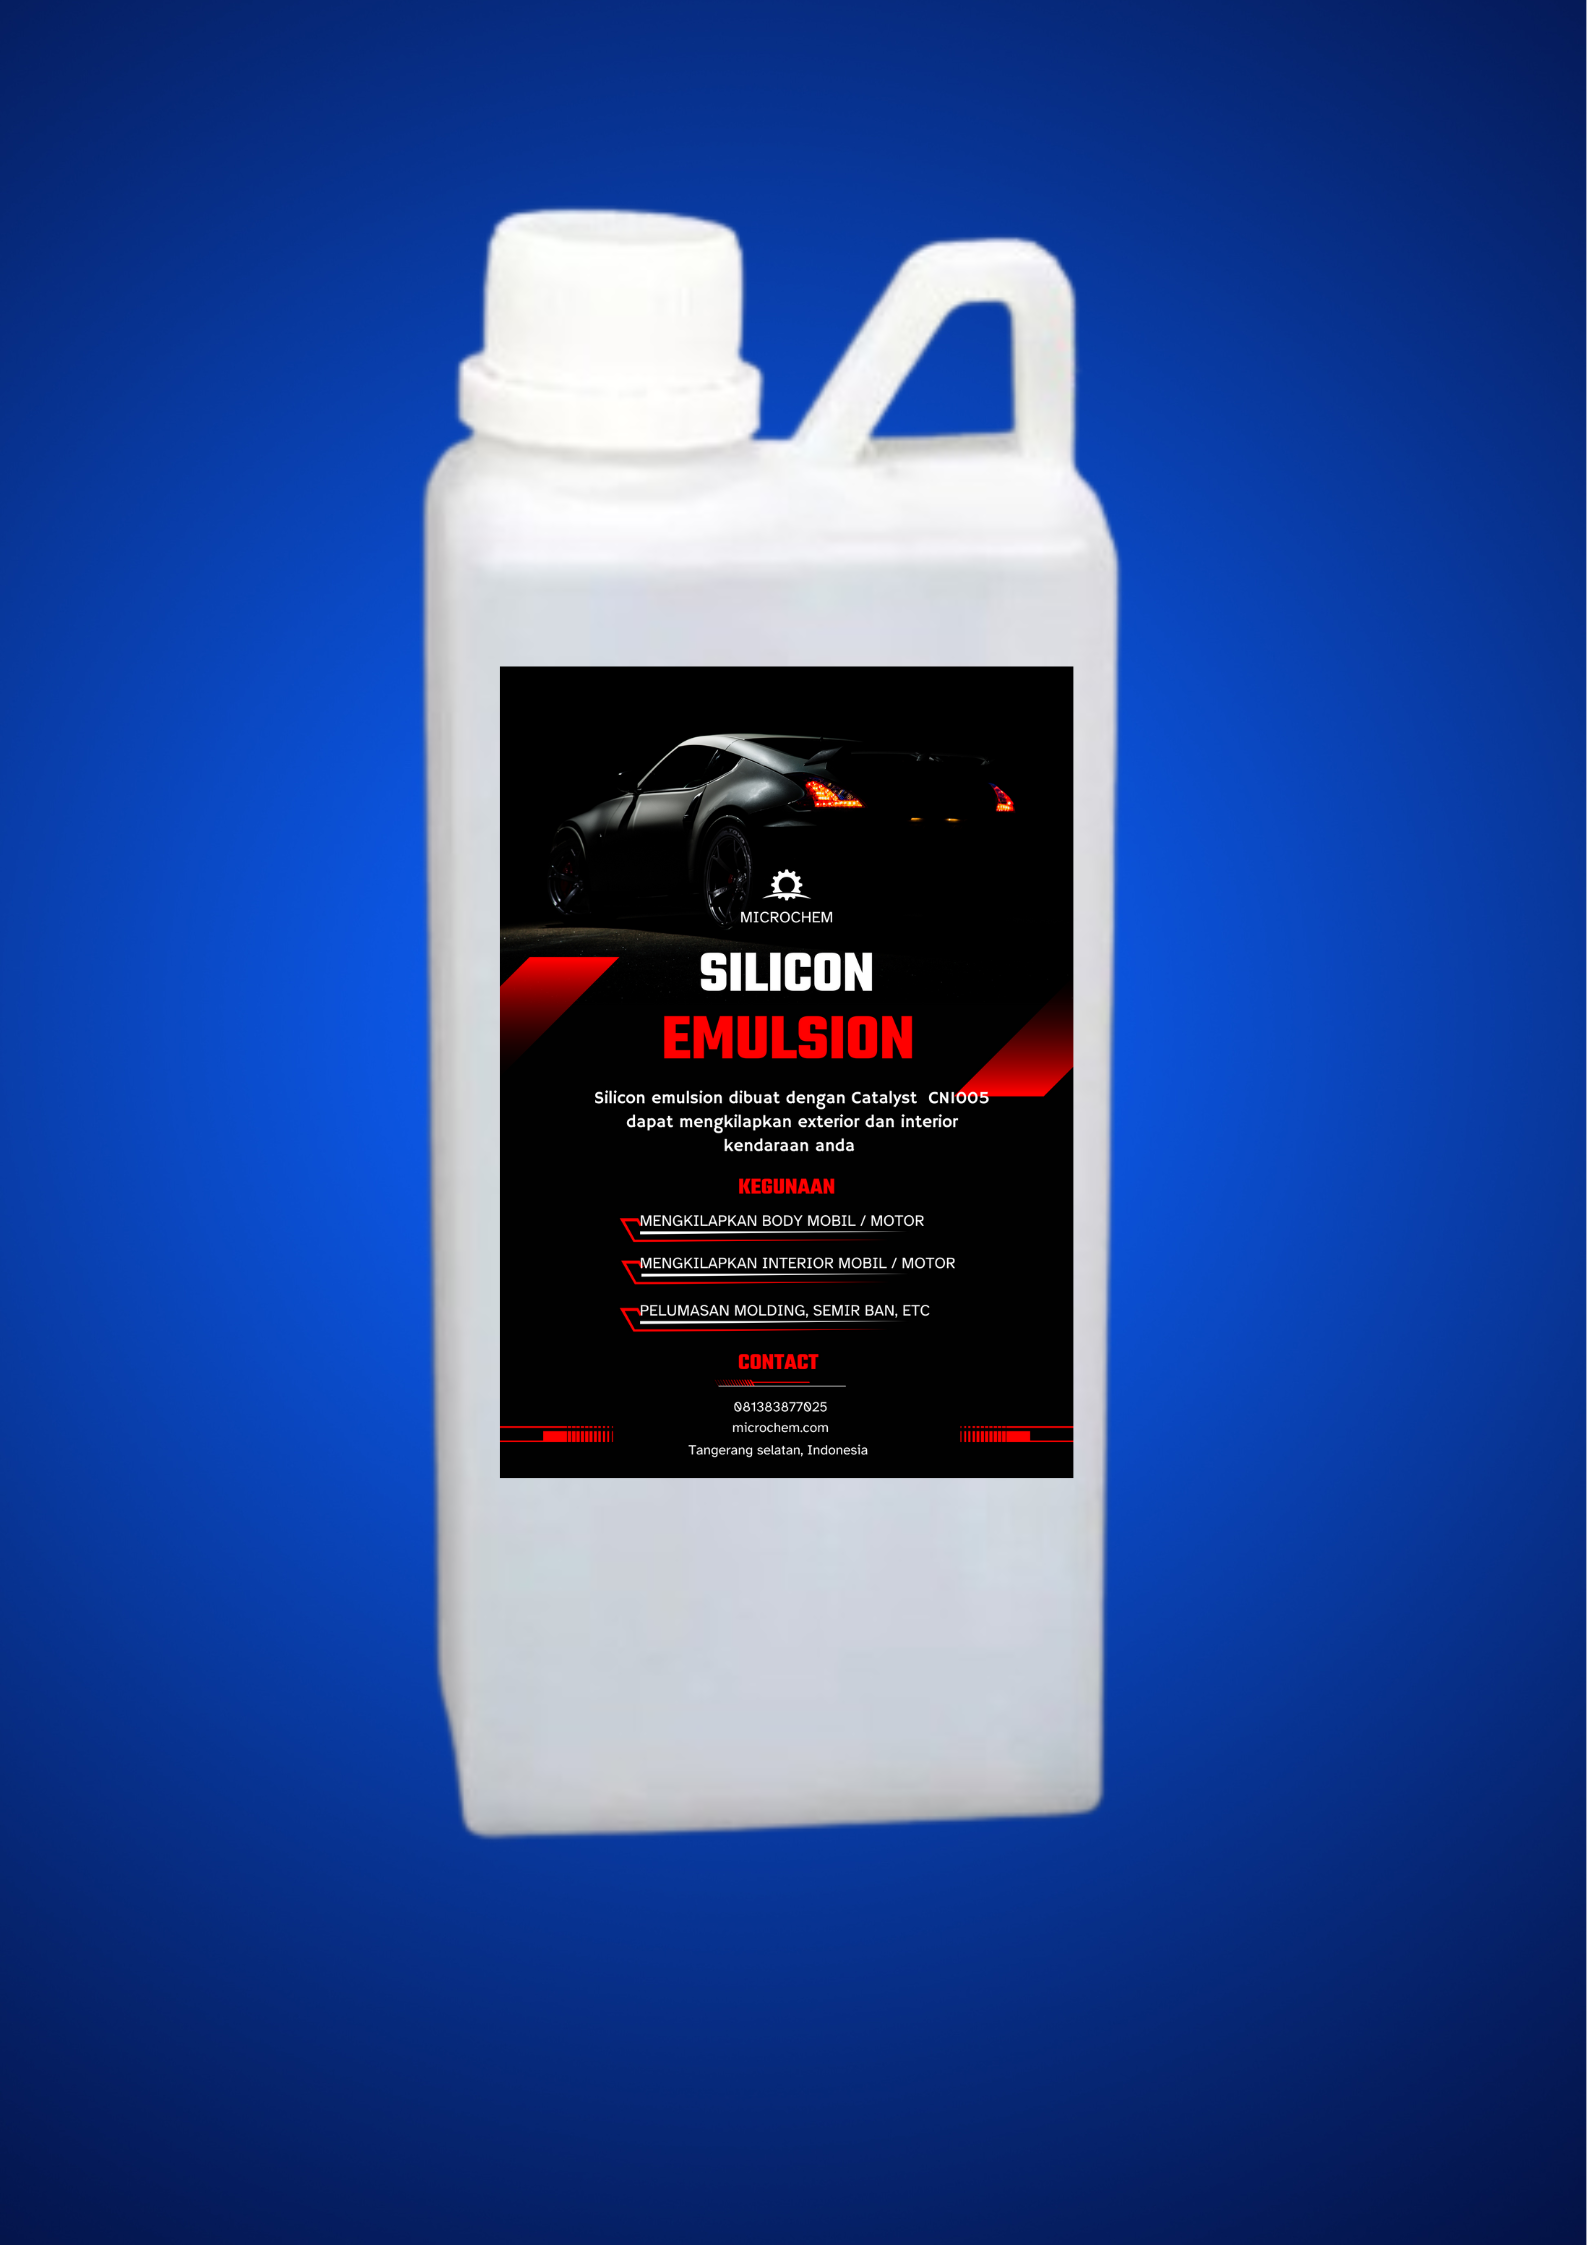 MICROCHEM
SILICON
EMULSION
Silicon emulsion dibuat dengan Catalyst CNI005
dapat mengkilapkan exterior dan interior
kendaraan anda
KEGUNAAN
MENGKILAPKAN BODY MOBIL / MOTOR
MENGKILAPKAN INTERIOR MOBIL / MOTOR
PELUMASAN MOLDING, SEMIR BAN, ETC
CONTACT
081383877025
microchem.com
Tangerang selatan, Indonesia